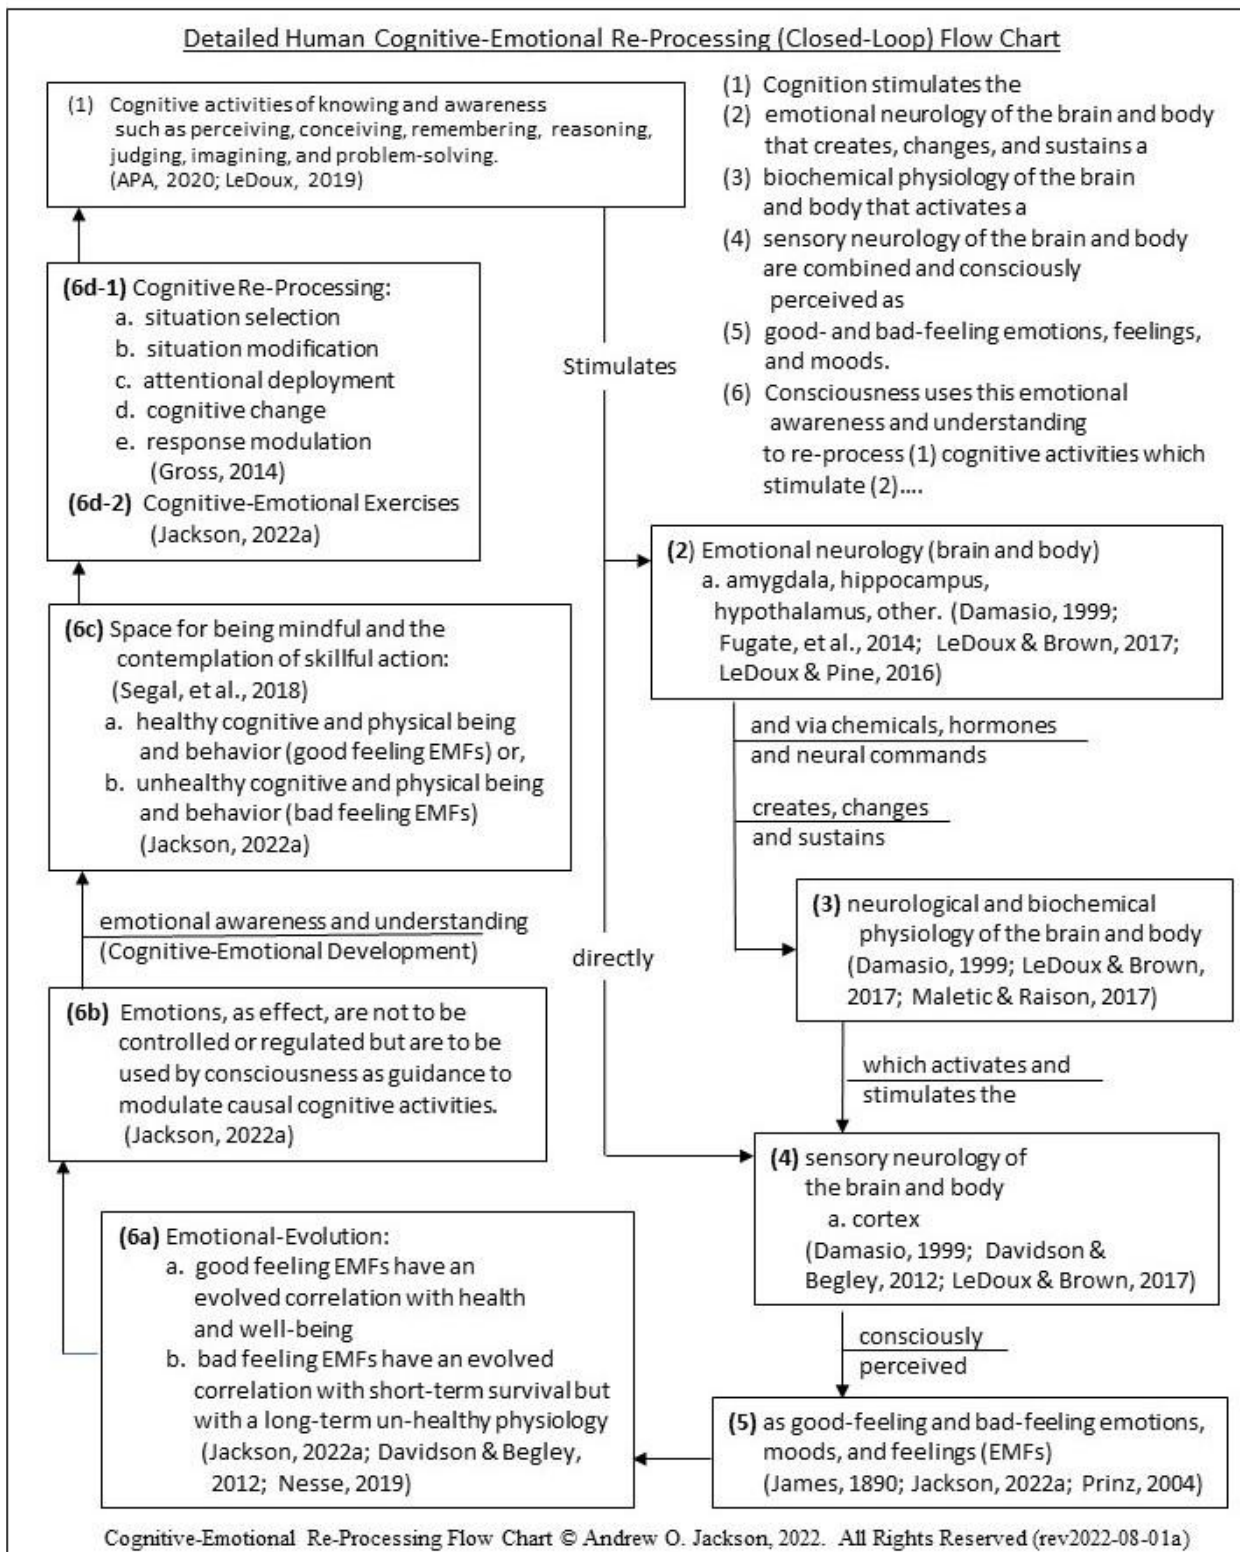 Detailed Human Cognitive-Emotional Re-Processing (Closed-Loop) Flow Chart
(1) Cognitive activities of knowing and awareness
such as perceiving, conceiving, remembering, reasoning,
judging, imagining, and problem-solving.
(APA, 2020; LeDoux, 2019)
(1) Cognition stimulates the
(2) emotional neurology of the brain and body
that creates, changes, and sustains a
(3) biochemical physiology of the brain
and body that activates a
(4) sensory neurology of the brain and body
are combined and consciously
perceived as
(5) good- and bad-feeling emotions, feelings,
and moods.
(6) Consciousness uses this emotional
awareness and understanding
to re-process (1) cognitive activities which
stimulate (2)....
(6d-1) Cognitive Re-Processing:
a. situation selection
b. situation modification
c. attentional deployment
d. cognitive change
e. response modulation
(Gross, 2014)
(6d-2) Cognitive-Emotional Exercises
(Jackson, 2022a)
Stimulates
(2) Emotional neurology (brain and body)
a. amygdala, hippocampus,
hypothalamus, other. (Damasio, 1999;
Fugate, et al., 2014; LeDoux & Brown, 2017;
LeDoux & Pine, 2016)
(6c) Space for being mindful and the
contemplation of skillful action:
(Segal, et al., 2018)
a. healthy cognitive and physical being
and behavior (good feeling EMFs) or,
b. unhealthy cognitive and physical being
and behavior (bad feeling EMFs)
(Jackson, 2022a)
and via chemicals, hormones
and neural commands
creates, changes
and sustains
emotional awareness and understanding
(Cognitive-Emotional Development)
directly
(3) neurological and biochemical
physiology of the brain and body
(Damasio, 1999; LeDoux & Brown,
2017; Maletic & Raison, 2017)
(6b) Emotions, as effect, are not to be
controlled or regulated but are to be
used by consciousness as guidance to
modulate causal cognitive activities.
(Jackson, 2022a)
which activates and
stimulates the
(4) sensory neurology of
the brain and body
a. cortex
(Damasio, 1999; Davidson &
Begley, 2012; LeDoux & Brown, 2017)
(6a) Emotional-Evolution:
a. good feeling EMFs have an
evolved correlation with health
and well-being
b. bad feeling EMFs have an evolved
correlation with short-term survival but
with a long-term un-healthy physiology
(Jackson, 2022a; Davidson & Begley,
2012; Nesse, 2019)
consciously
perceived
(5) as good-feeling and bad-feeling emotions,
moods, and feelings (EMFs)
(James, 1890; Jackson, 2022a; Prinz, 2004)
Cognitive-Emotional Re-Processing Flow Chart © Andrew O. Jackson, 2022. All Rights Reserved (rev2022-08-01a)